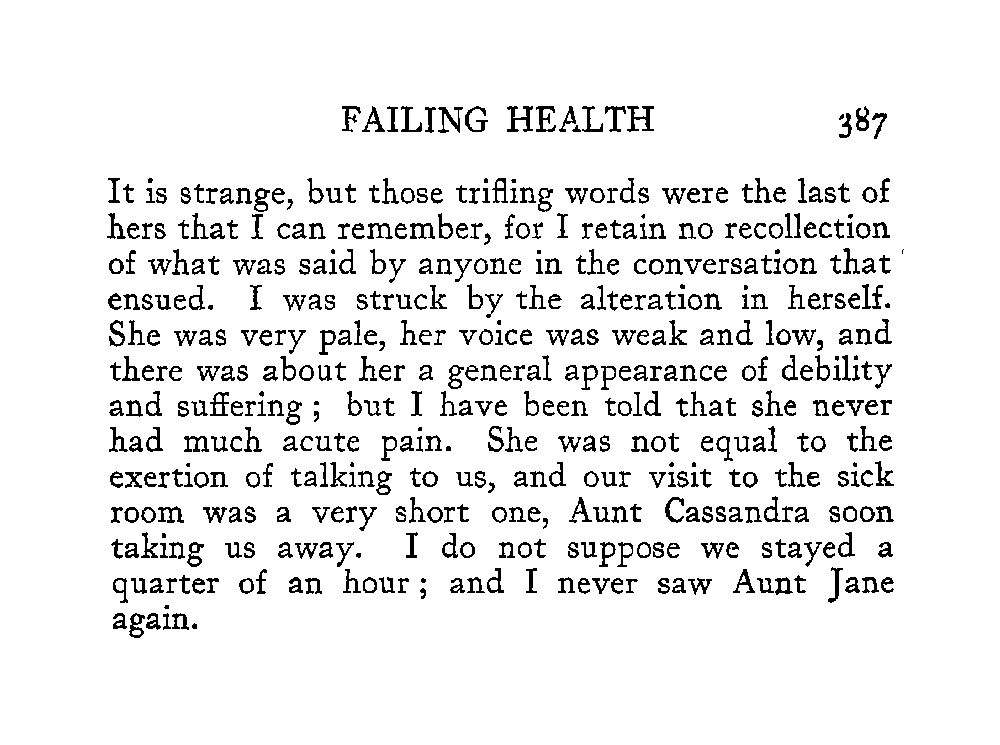 FAILING HEALTH 387
It is strange, but those trifling words were the last of
hers that I can remember, for I retain no recollection
of what was said by anyone in the conversation that
ensued. I was struck by the alteration in herself.
She was very pale, her voice was weak and low, and
there was about her a general appearance of debility
and suffering ; but I have been told that she never
had much acute pain. She was not equal to the
exertion of talking to us, and our visit to the sick
room was a very short one, Aunt Cassandra soon
taking us away. I do not suppose we stayed a
quarter of an hour ; and I never saw Aunt Jane
again.